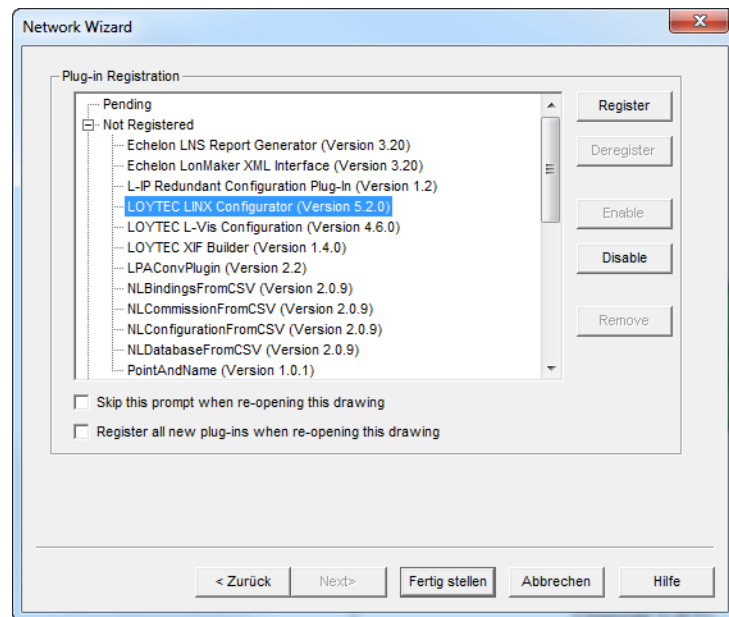 Network Wizard
Plug-in Registration
Pending
Not Registered
Echelon LNS Report Generator (Version 3.20)
Echelon LonMaker XML Interface (Version 3.20)
L-IP Redundant Configuration Plug-In (Version 1.2)
LOYTEC LINX Configurator (Version 5.2.0)
LOYTEC L-Vis Configuration (Version 4.6.0)
LOYTEC XIF Builder (Version 1.4.0)
LPAConvPlugin (Version 2.2)
NLBindingsFromCSV (Version 2.0.9)
NLCommissionFromCSV (Version 2.0.9)
NLConfigurationFromCSV (Version 2.0.9)
NLDatabaseFromCSV (Version 2.0.9)
PointAndName (Version 1.0.1)
Register
Deregister
Enable
Disable
Remove
Skip this prompt when re-opening this drawing
Register all new plug-ins when re-opening this drawing
< Zurück
Next>
Fertig stellen
Abbrechen
Hilfe